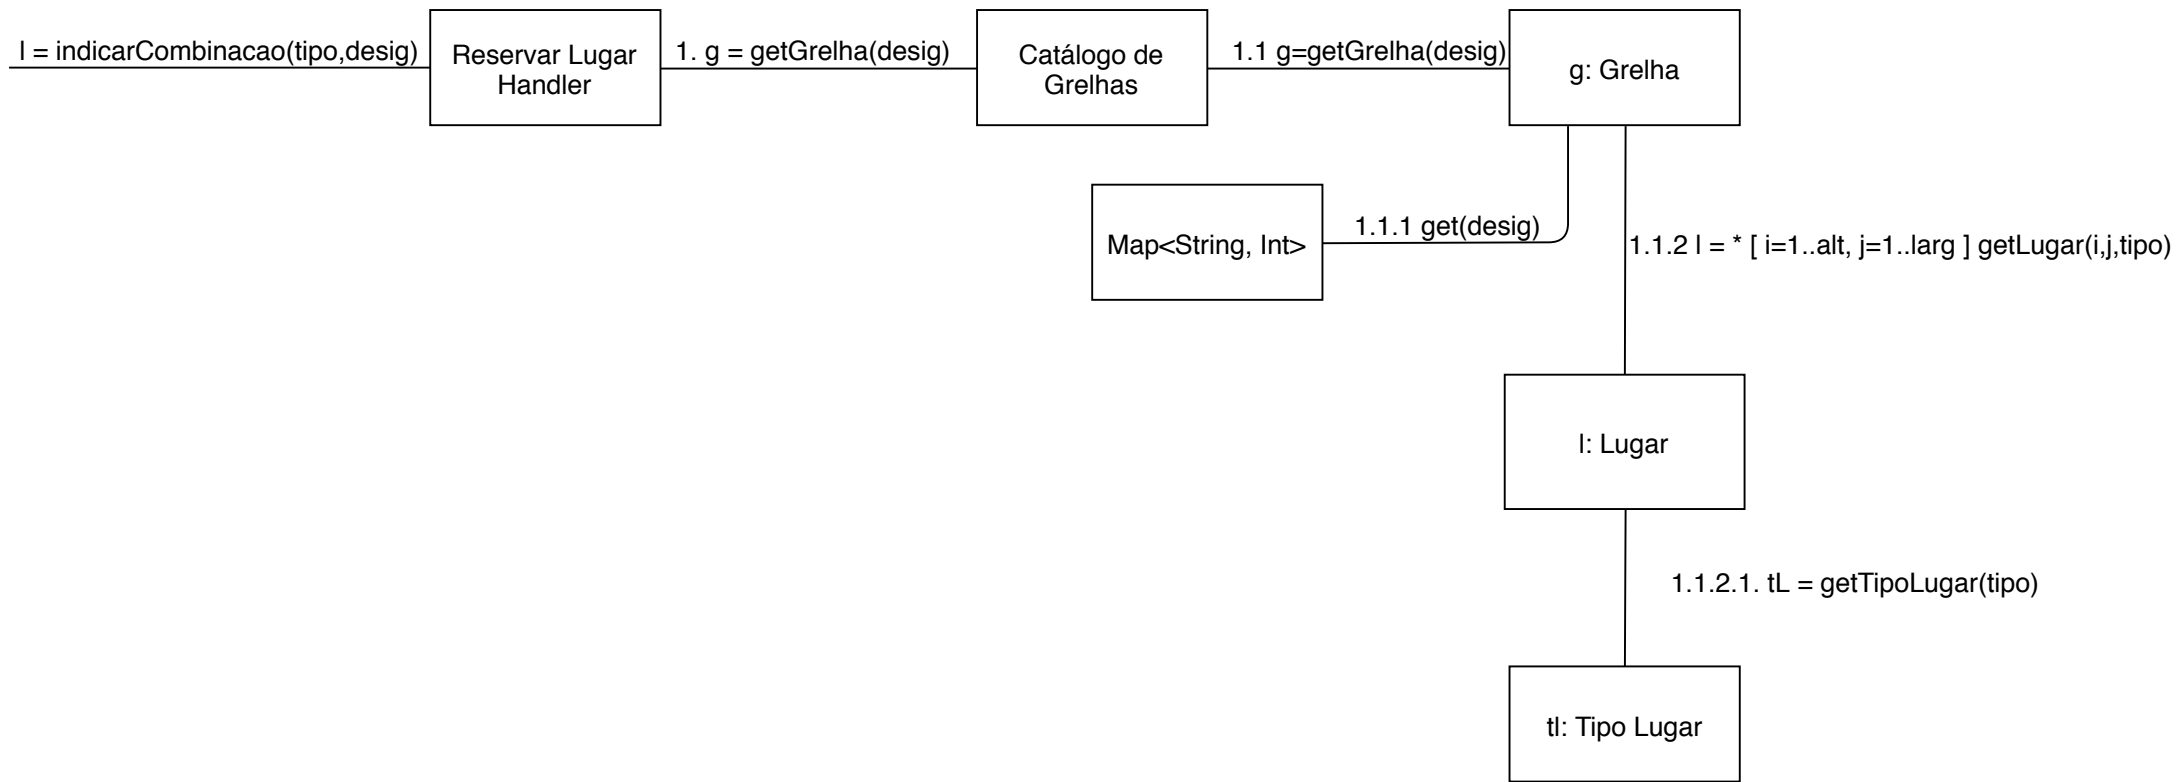 l = indicarCombinacao(tipo,desig)
Reservar Lugar
Handler
1. g = getGrelha(desig)
Catálogo de
Grelhas
1.1 g=getGrelha(desig)
g: Grelha
Map<String, Int>
1.1.1 get(desig)
1.1.2 l = * [ i=1..alt, j=1..larg ] getLugar(i,j,tipo)
l: Lugar
1.1.2.1. tL = getTipoLugar(tipo)
tl: Tipo Lugar